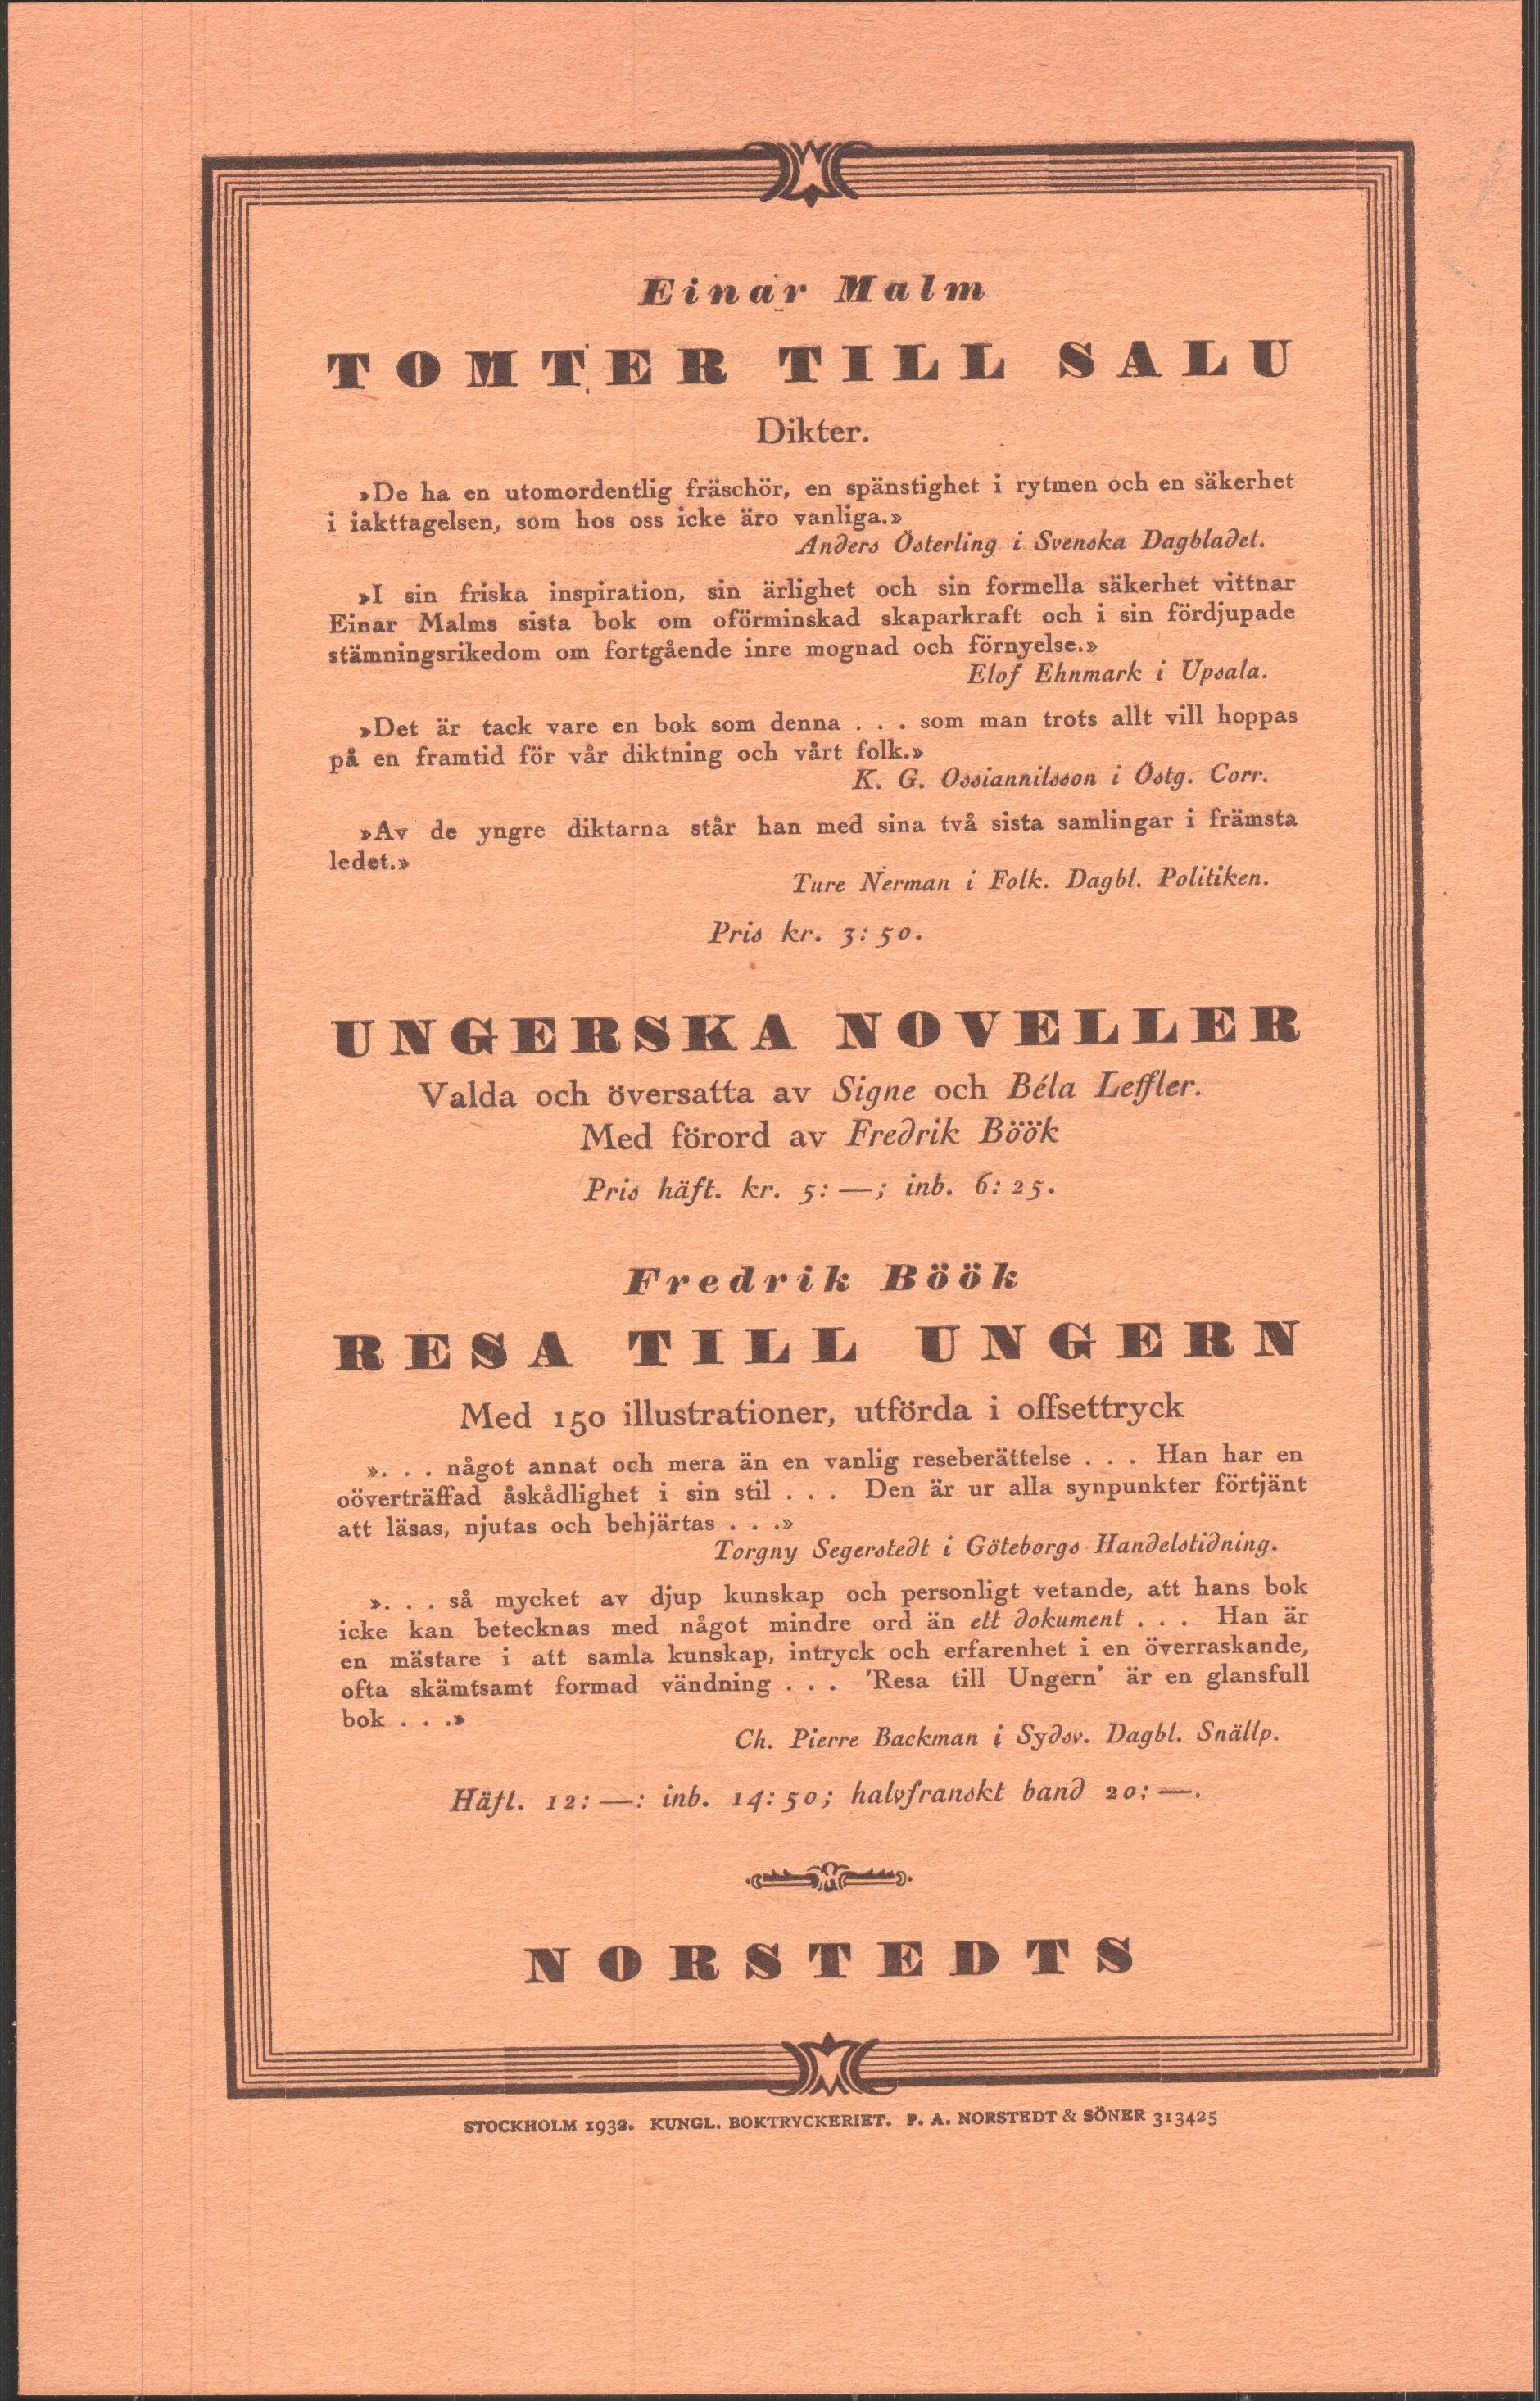 Einar Malm
TOMTER TILL SALU
Dikter.
»De ha en utomordentlig fräschör, en spänstighet i rytmen och en säkerhet
i iakttagelsen, som hos oss icke äro vanliga.»
Anders Österling i Svenska Dagbladet.
»I sin friska inspiration, sin ärlighet och sin formella säkerhet vittnar
Einar Malms sista bok om oförminskad skaparkraft och i sin fördjupade
stämningsrikedom om fortgående inre mognad och förnyelse.»
Elof Ehnmark i Upsala.
»Det är tack vare en bok som denna . . . som man trots allt vill hoppas
på en framtid för vår diktning och vårt folk.»
K. G. Ossiannilsson i Östg. Corr.
»Av de yngre diktarna står han med sina två sista samlingar i främsta
ledet.»
Ture Nerman i Folk. Dagbl. Politiken.
Pris kr. 3: 50.
UNGERSKA NOVELLER
Valda och översatta av Signe och Béla Leffler.
Med förord av Fredrik Böök
Pris häft. kr. 5: —; inb. 6: 25.
Fredrik Böök
RESA TILL UNGERN
Med 150 illustrationer, utförda i offsettryck
». . . något annat och mera än en vanlig reseberättelse . . . Han har en
oöverträffad åskådlighet i sin stil . . . Den är ur alla synpunkter förtjänt
att läsas, njutas och behjärtas . . .»
Torgny Segerstedt i Göteborgs Handelstidning.
». . . så mycket av djup kunskap och personligt vetande, att hans bok
icke kan betecknas med något mindre ord än ett dokument . . . Han är
en mästare i att samla kunskap, intryck och erfarenhet i en överraskande,
ofta skämtsamt formad vändning . . . 'Resa till Ungern' är en glansfull
bok . . .»
Ch. Pierre Backman i Sydsv. Dagbl. Snällp.
Häft. 12: —: inb. 14: 50; halvfranskt band 20: —.
NORSTEDTS
STOCKHOLM 1932. KUNGL. BOKTRYCKERIET. P. A. NORSTEDT & SÖNER 313425